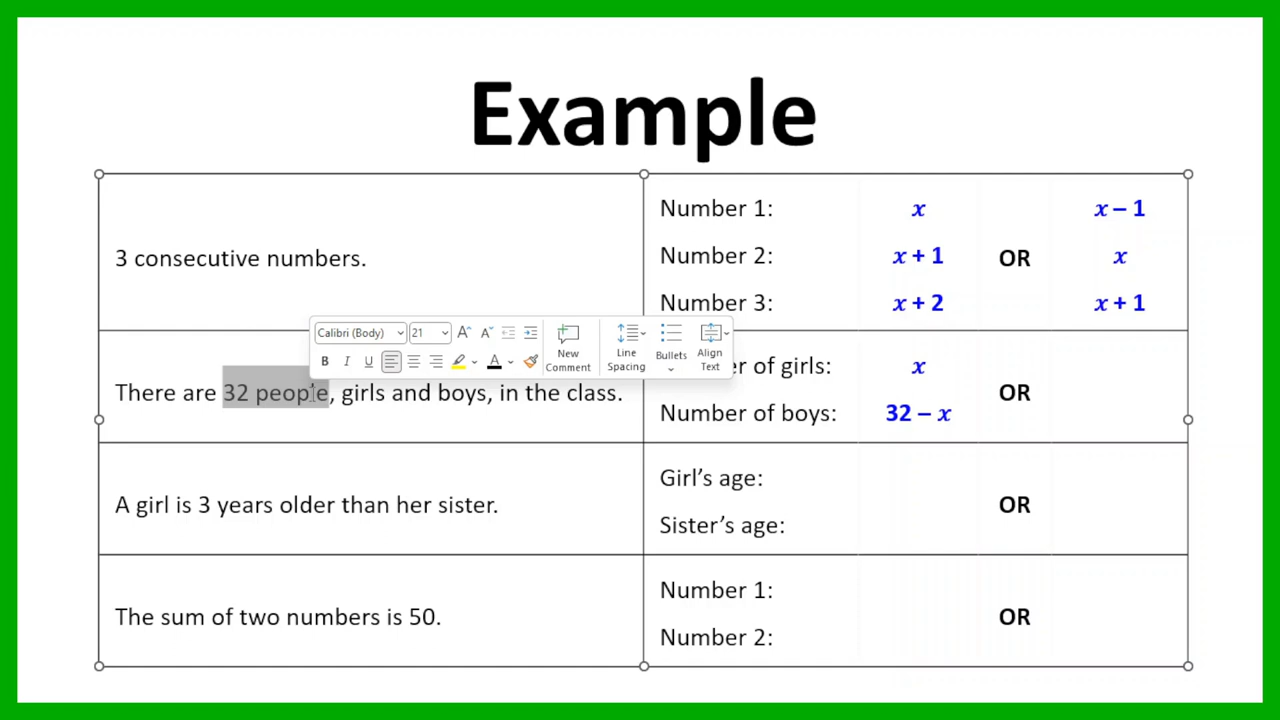 Example
3 consecutive numbers.
Number 1: x x – 1
Number 2: x + 1 OR x
Number 3: x + 2 x + 1
Calibri (Body) 21 A A
B I U A
New Comment
Line Spacing
Bullets
Align Text
There are 32 people, girls and boys, in the class.
of girls: x
Number of boys: 32 – x
OR
A girl is 3 years older than her sister.
Girl’s age:
Sister’s age:
OR
The sum of two numbers is 50.
Number 1:
Number 2:
OR